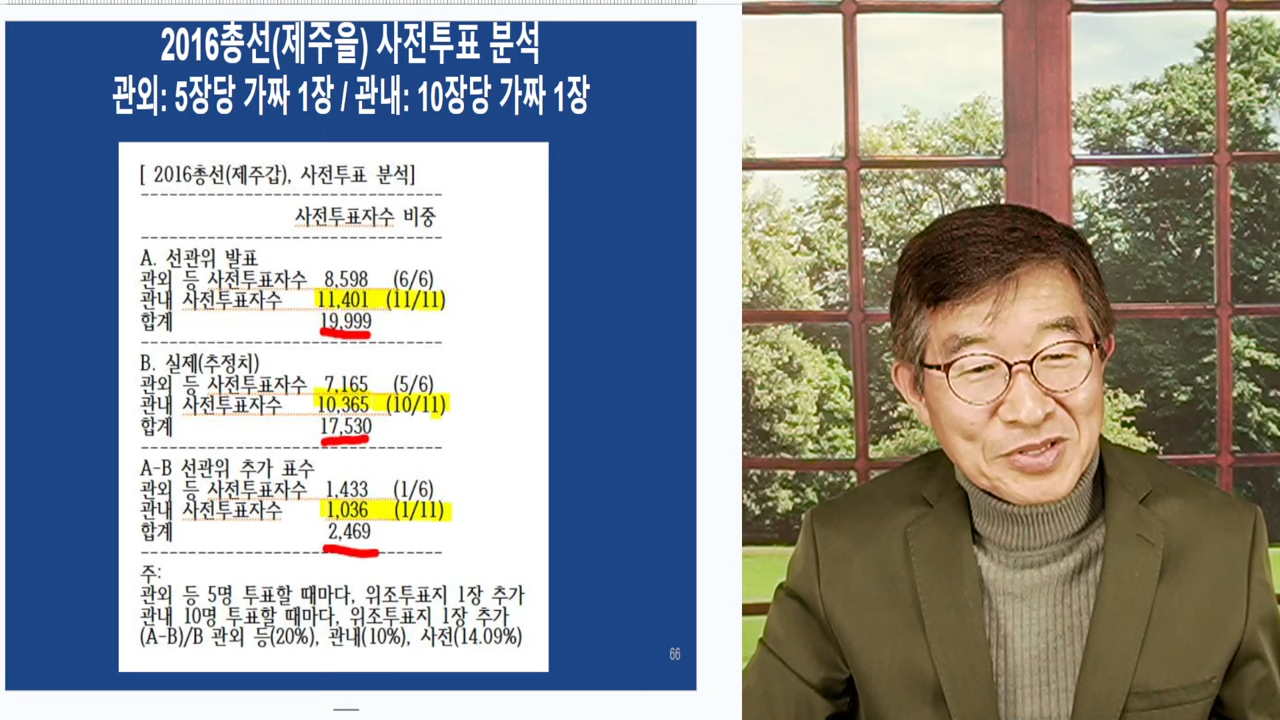 2016총선(제주을) 사전투표 분석
관외: 5장당 가짜 1장 / 관내: 10장당 가짜 1장
[ 2016총선(제주갑), 사전투표 분석]
사전투표자수 비중
A. 선관위 발표
관외 등 사전투표자수 8,598 (6/6)
관내 사전투표자수 11,401 (11/11)
합계 19,999
B. 실제(추정치)
관외 등 사전투표자수 7,165 (5/6)
관내 사전투표자수 10,365 (10/11)
합계 17,530
A-B 선관위 추가 표수
관외 등 사전투표자수 1,433 (1/6)
관내 사전투표자수 1,036 (1/11)
합계 2,469
주:
관외 등 5명 투표할 때마다, 위조투표지 1장 추가
관내 10명 투표할 때마다, 위조투표지 1장 추가
(A-B)/B 관외 등(20%), 관내(10%), 사전(14.09%)
66